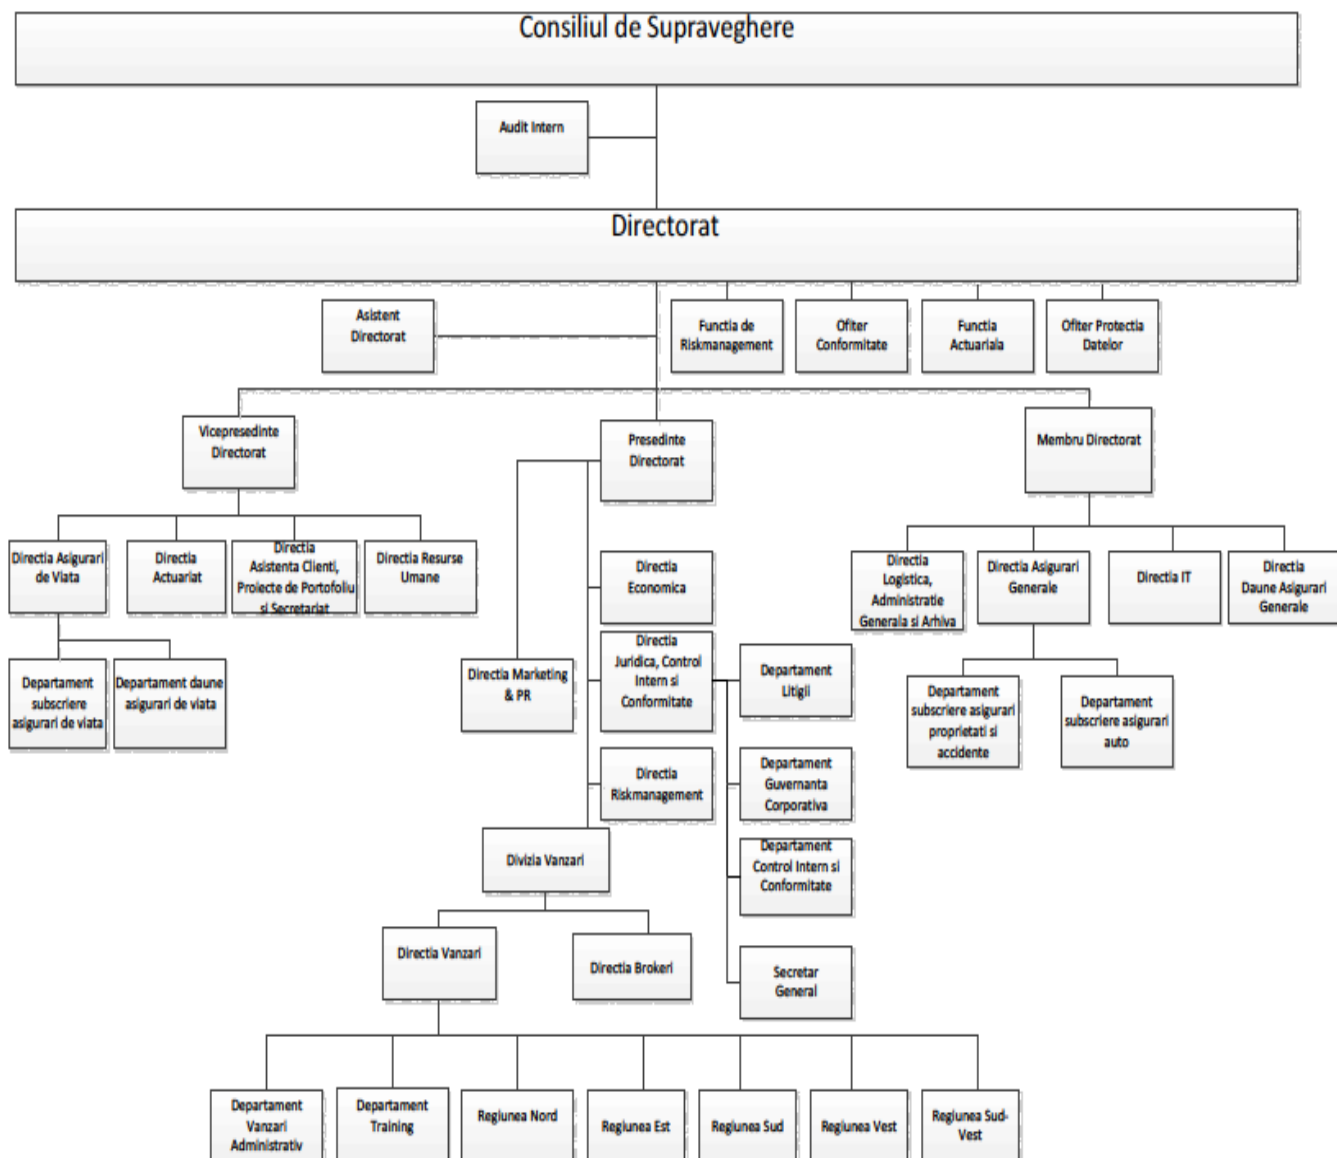 Consiliul de Supraveghere
Audit Intern
Directorat
Asistent
Directorat
Functia de
Riskmanagement
Ofiter
Conformitate
Functia
Actuariala
Ofiter Protectia
Datelor
Vicepresedinte
Directorat
Presedinte
Directorat
Membru Directorat
Directia Asigurari
de Viata
Directia
Actuariat
Directia
Asistenta Clienti,
Proiecte de Portofoliu
si Secretariat
Directia Resurse
Umane
Directia
Economica
Directia
Logistica,
Administratie
Generala si Arhiva
Directia Asigurari
Generale
Directia IT
Directia
Daune Asigurari
Generale
Departament
subscriere
asigurari de viata
Departament daune
asigurari de viata
Directia Marketing
& PR
Directia
Juridica, Control
Intern si
Conformitate
Departament
Litigii
Departament
subscriere asigurari
proprietati si
accidente
Departament
subscriere asigurari
auto
Directia
Riskmanagement
Departament
Guvernanta
Corporativa
Divizia Vanzari
Departament
Control Intern si
Conformitate
Directia Vanzari
Directia Brokeri
Secretar
General
Departament
Vanzari
Administrativ
Departament
Training
Regiunea Nord
Regiunea Est
Regiunea Sud
Regiunea Vest
Regiunea Sud-
Vest